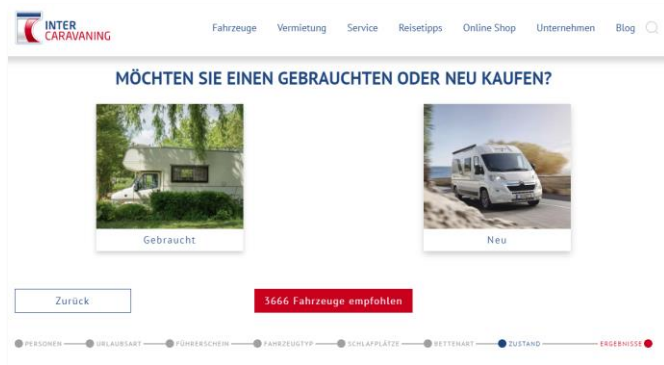 INTER
CARAVANING
Fahrzeuge Vermietung Service Reisetipps Online Shop Unternehmen Blog
MÖCHTEN SIE EINEN GEBRAUCHTEN ODER NEU KAUFEN?
Gebraucht Neu
Zurück 3666 Fahrzeuge empfohlen
PERSONEN URLAUBSART FÜHRERSCHEIN FAHRZEUGTYP SCHLAFPLÄTZE BETTENART ZUSTAND ERGEBNISSE